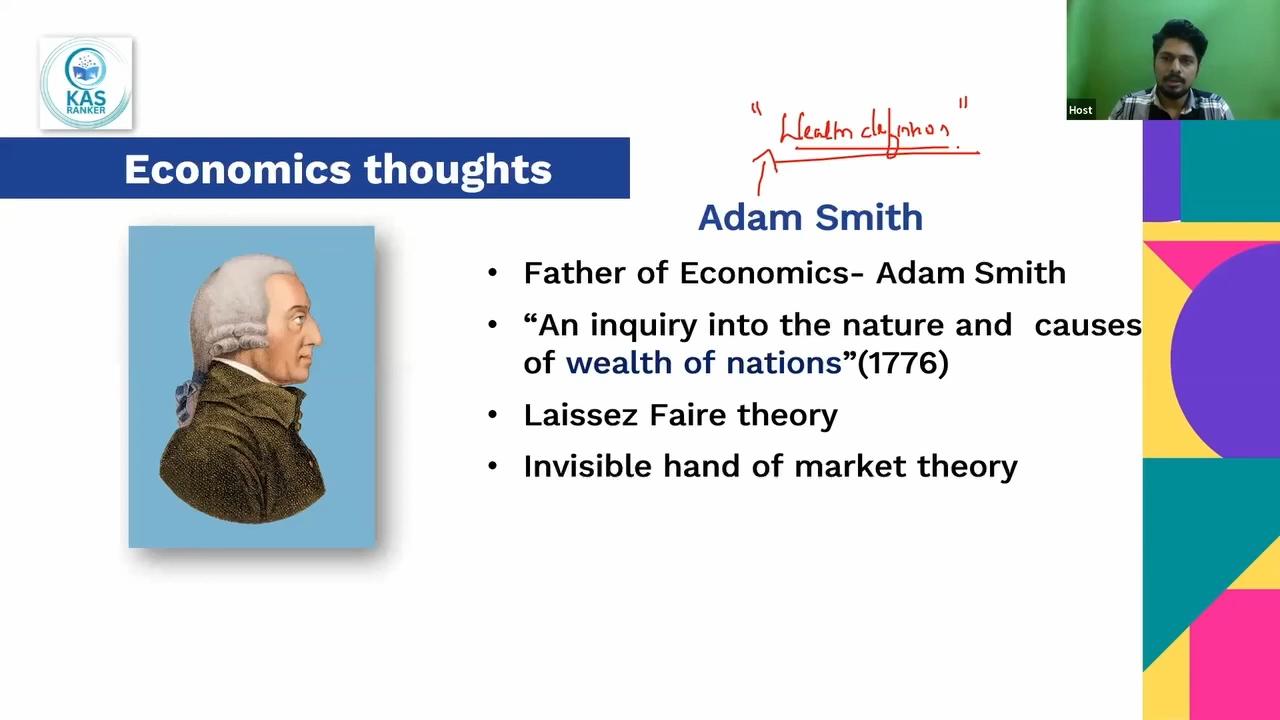 KAS
RANKER
Economics thoughts
Host
"Wealth definition"
Adam Smith
• Father of Economics- Adam Smith
• “An inquiry into the nature and causes
of wealth of nations”(1776)
• Laissez Faire theory
• Invisible hand of market theory